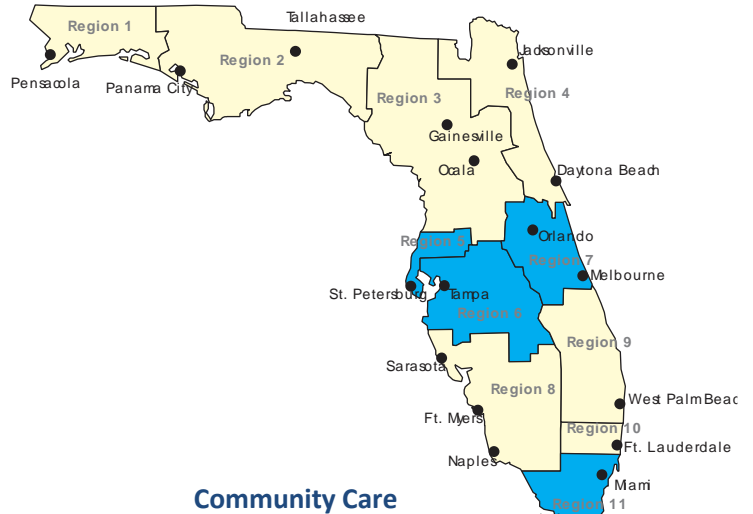 Tallahassee
Region 1
Jacksonville
Region 2
Pensacola
Panama City
Region 3
Region 4
Gainesville
Ocala
Daytona Beach
Region 5
Orlando
Region 7
Melbourne
St. Petersburg
Tampa
Region 6
Region 9
Sarasota
Region 8
West Palm Beac
Ft. Myers
Region 10
Ft. Lauderdale
Naples
Miami
Community Care
Region 11